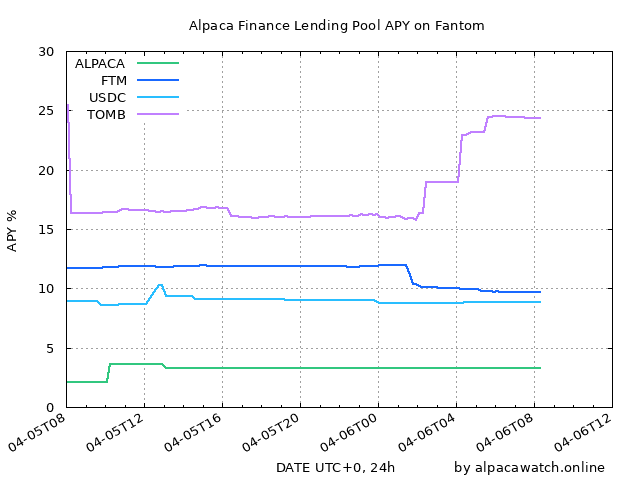 Alpaca Finance Lending Pool APY on Fantom
30
25
20
15
10
5
0
APY %
ALPACA
FTM
USDC
TOMB
04-05T08
04-05T12
04-05T16
04-05T20
04-06T00
04-06T04
04-06T08
04-06T12
DATE UTC+0, 24h
by alpacawatch.online